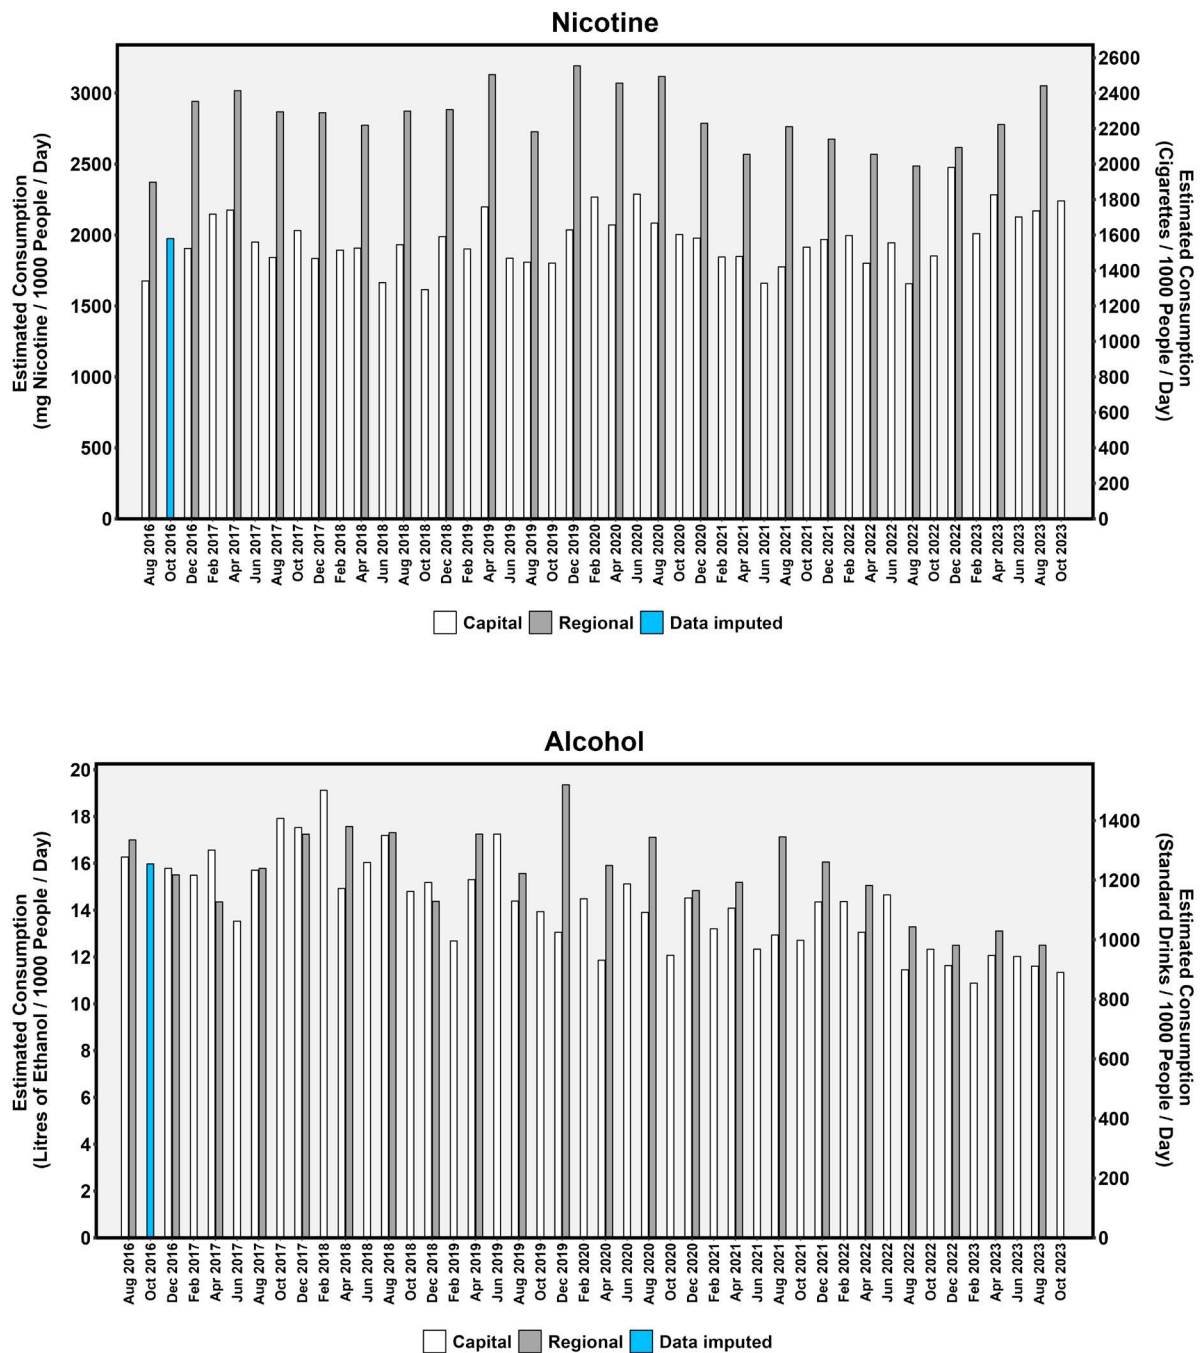 Nicotine
Estimated Consumption
(mg Nicotine / 1000 People / Day)
3000
2500
2000
1500
1000
500
0
2600
2400
2200
2000
1800
1600
1400
1200
1000
800
600
400
200
0
Estimated Consumption
(Cigarettes / 1000 People / Day)
Aug 2016
Oct 2016
Dec 2016
Feb 2017
Apr 2017
Jun 2017
Aug 2017
Oct 2017
Dec 2017
Feb 2018
Apr 2018
Jun 2018
Aug 2018
Oct 2018
Dec 2018
Feb 2019
Apr 2019
Jun 2019
Aug 2019
Oct 2019
Dec 2019
Feb 2020
Apr 2020
Jun 2020
Aug 2020
Oct 2020
Dec 2020
Feb 2021
Apr 2021
Jun 2021
Aug 2021
Oct 2021
Dec 2021
Feb 2022
Apr 2022
Jun 2022
Aug 2022
Oct 2022
Dec 2022
Feb 2023
Apr 2023
Jun 2023
Aug 2023
Oct 2023
Capital Regional Data imputed
Alcohol
Estimated Consumption
(Litres of Ethanol / 1000 People / Day)
20
18
16
14
12
10
8
6
4
2
0
1400
1200
1000
800
600
400
200
0
Estimated Consumption
(Standard Drinks / 1000 People / Day)
Aug 2016
Oct 2016
Dec 2016
Feb 2017
Apr 2017
Jun 2017
Aug 2017
Oct 2017
Dec 2017
Feb 2018
Apr 2018
Jun 2018
Aug 2018
Oct 2018
Dec 2018
Feb 2019
Apr 2019
Jun 2019
Aug 2019
Oct 2019
Dec 2019
Feb 2020
Apr 2020
Jun 2020
Aug 2020
Oct 2020
Dec 2020
Feb 2021
Apr 2021
Jun 2021
Aug 2021
Oct 2021
Dec 2021
Feb 2022
Apr 2022
Jun 2022
Aug 2022
Oct 2022
Dec 2022
Feb 2023
Apr 2023
Jun 2023
Aug 2023
Oct 2023
Capital Regional Data imputed